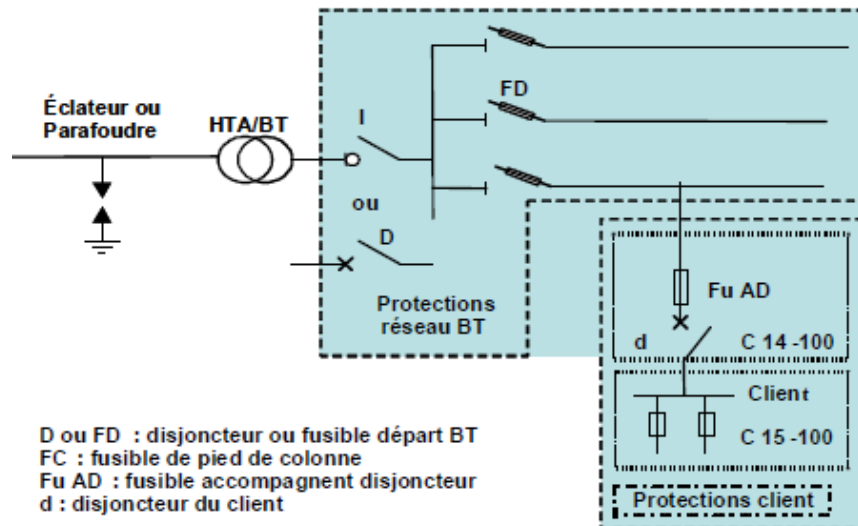 Éclateur ou
Parafoudre
HTA/BT
I
FD
ou
D
Protections
réseau BT
Fu AD
d
C 14 -100
Client
C 15 -100
Protections client
D ou FD : disjoncteur ou fusible départ BT
FC : fusible de pied de colonne
Fu AD : fusible accompagnent disjoncteur
d : disjoncteur du client